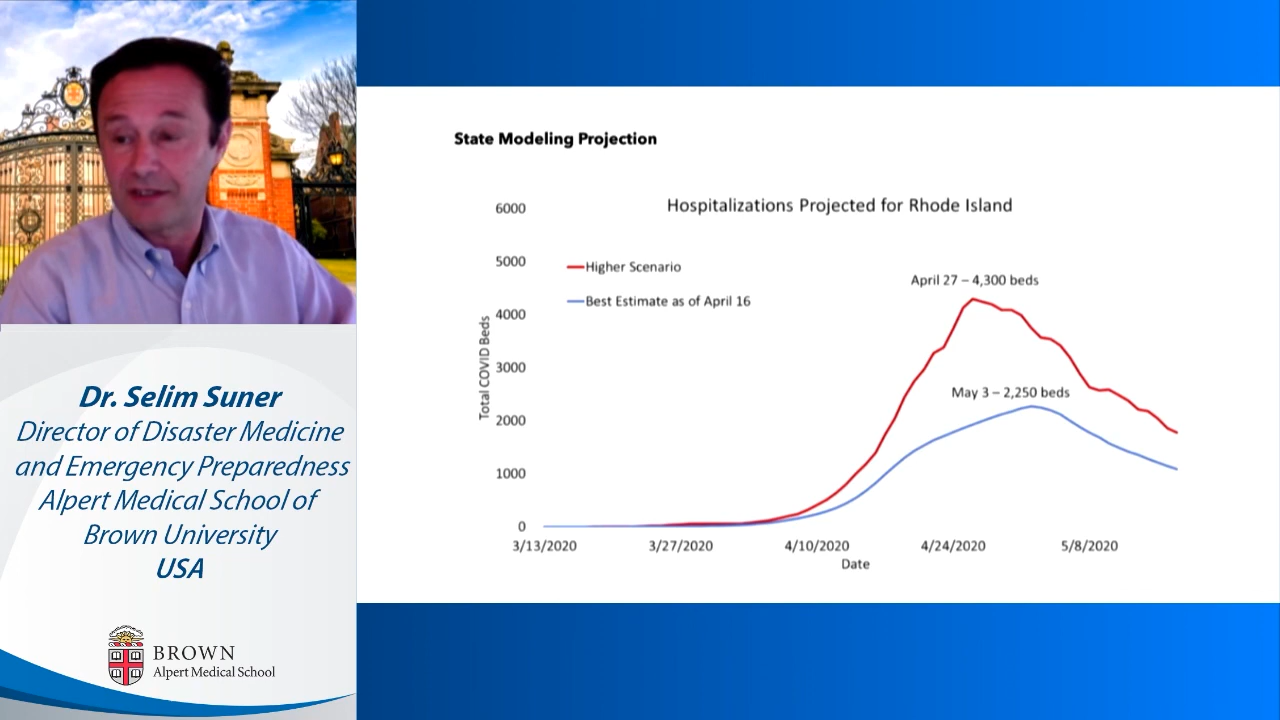 State Modeling Projection
Hospitalizations Projected for Rhode Island
6000
5000
4000
3000
2000
1000
0
Total COVID Beds
Higher Scenario
Best Estimate as of April 16
April 27 – 4,300 beds
May 3 – 2,250 beds
3/13/2020
3/27/2020
4/10/2020
4/24/2020
5/8/2020
Date
Dr. Selim Suner
Director of Disaster Medicine
and Emergency Preparedness
Alpert Medical School of
Brown University
USA
BROWN
Alpert Medical School